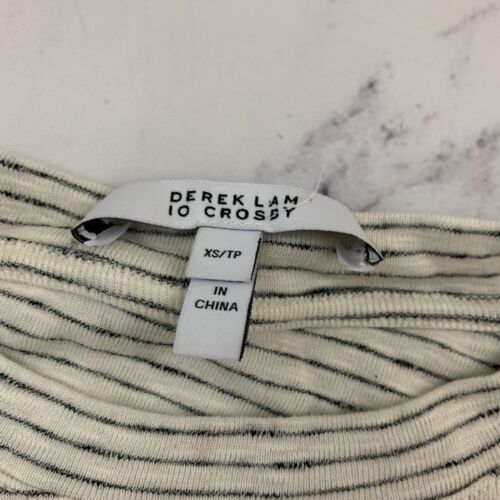 DEREK LAM
10 CROSBY
XS/TP
IN
CHINA